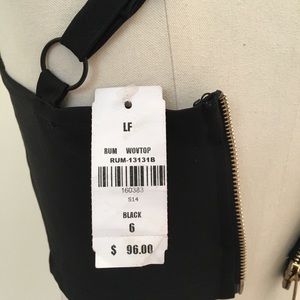 LF
RUM WOVTOP
RUM-13131B
160383
S14
BLACK
6
$ 96.00